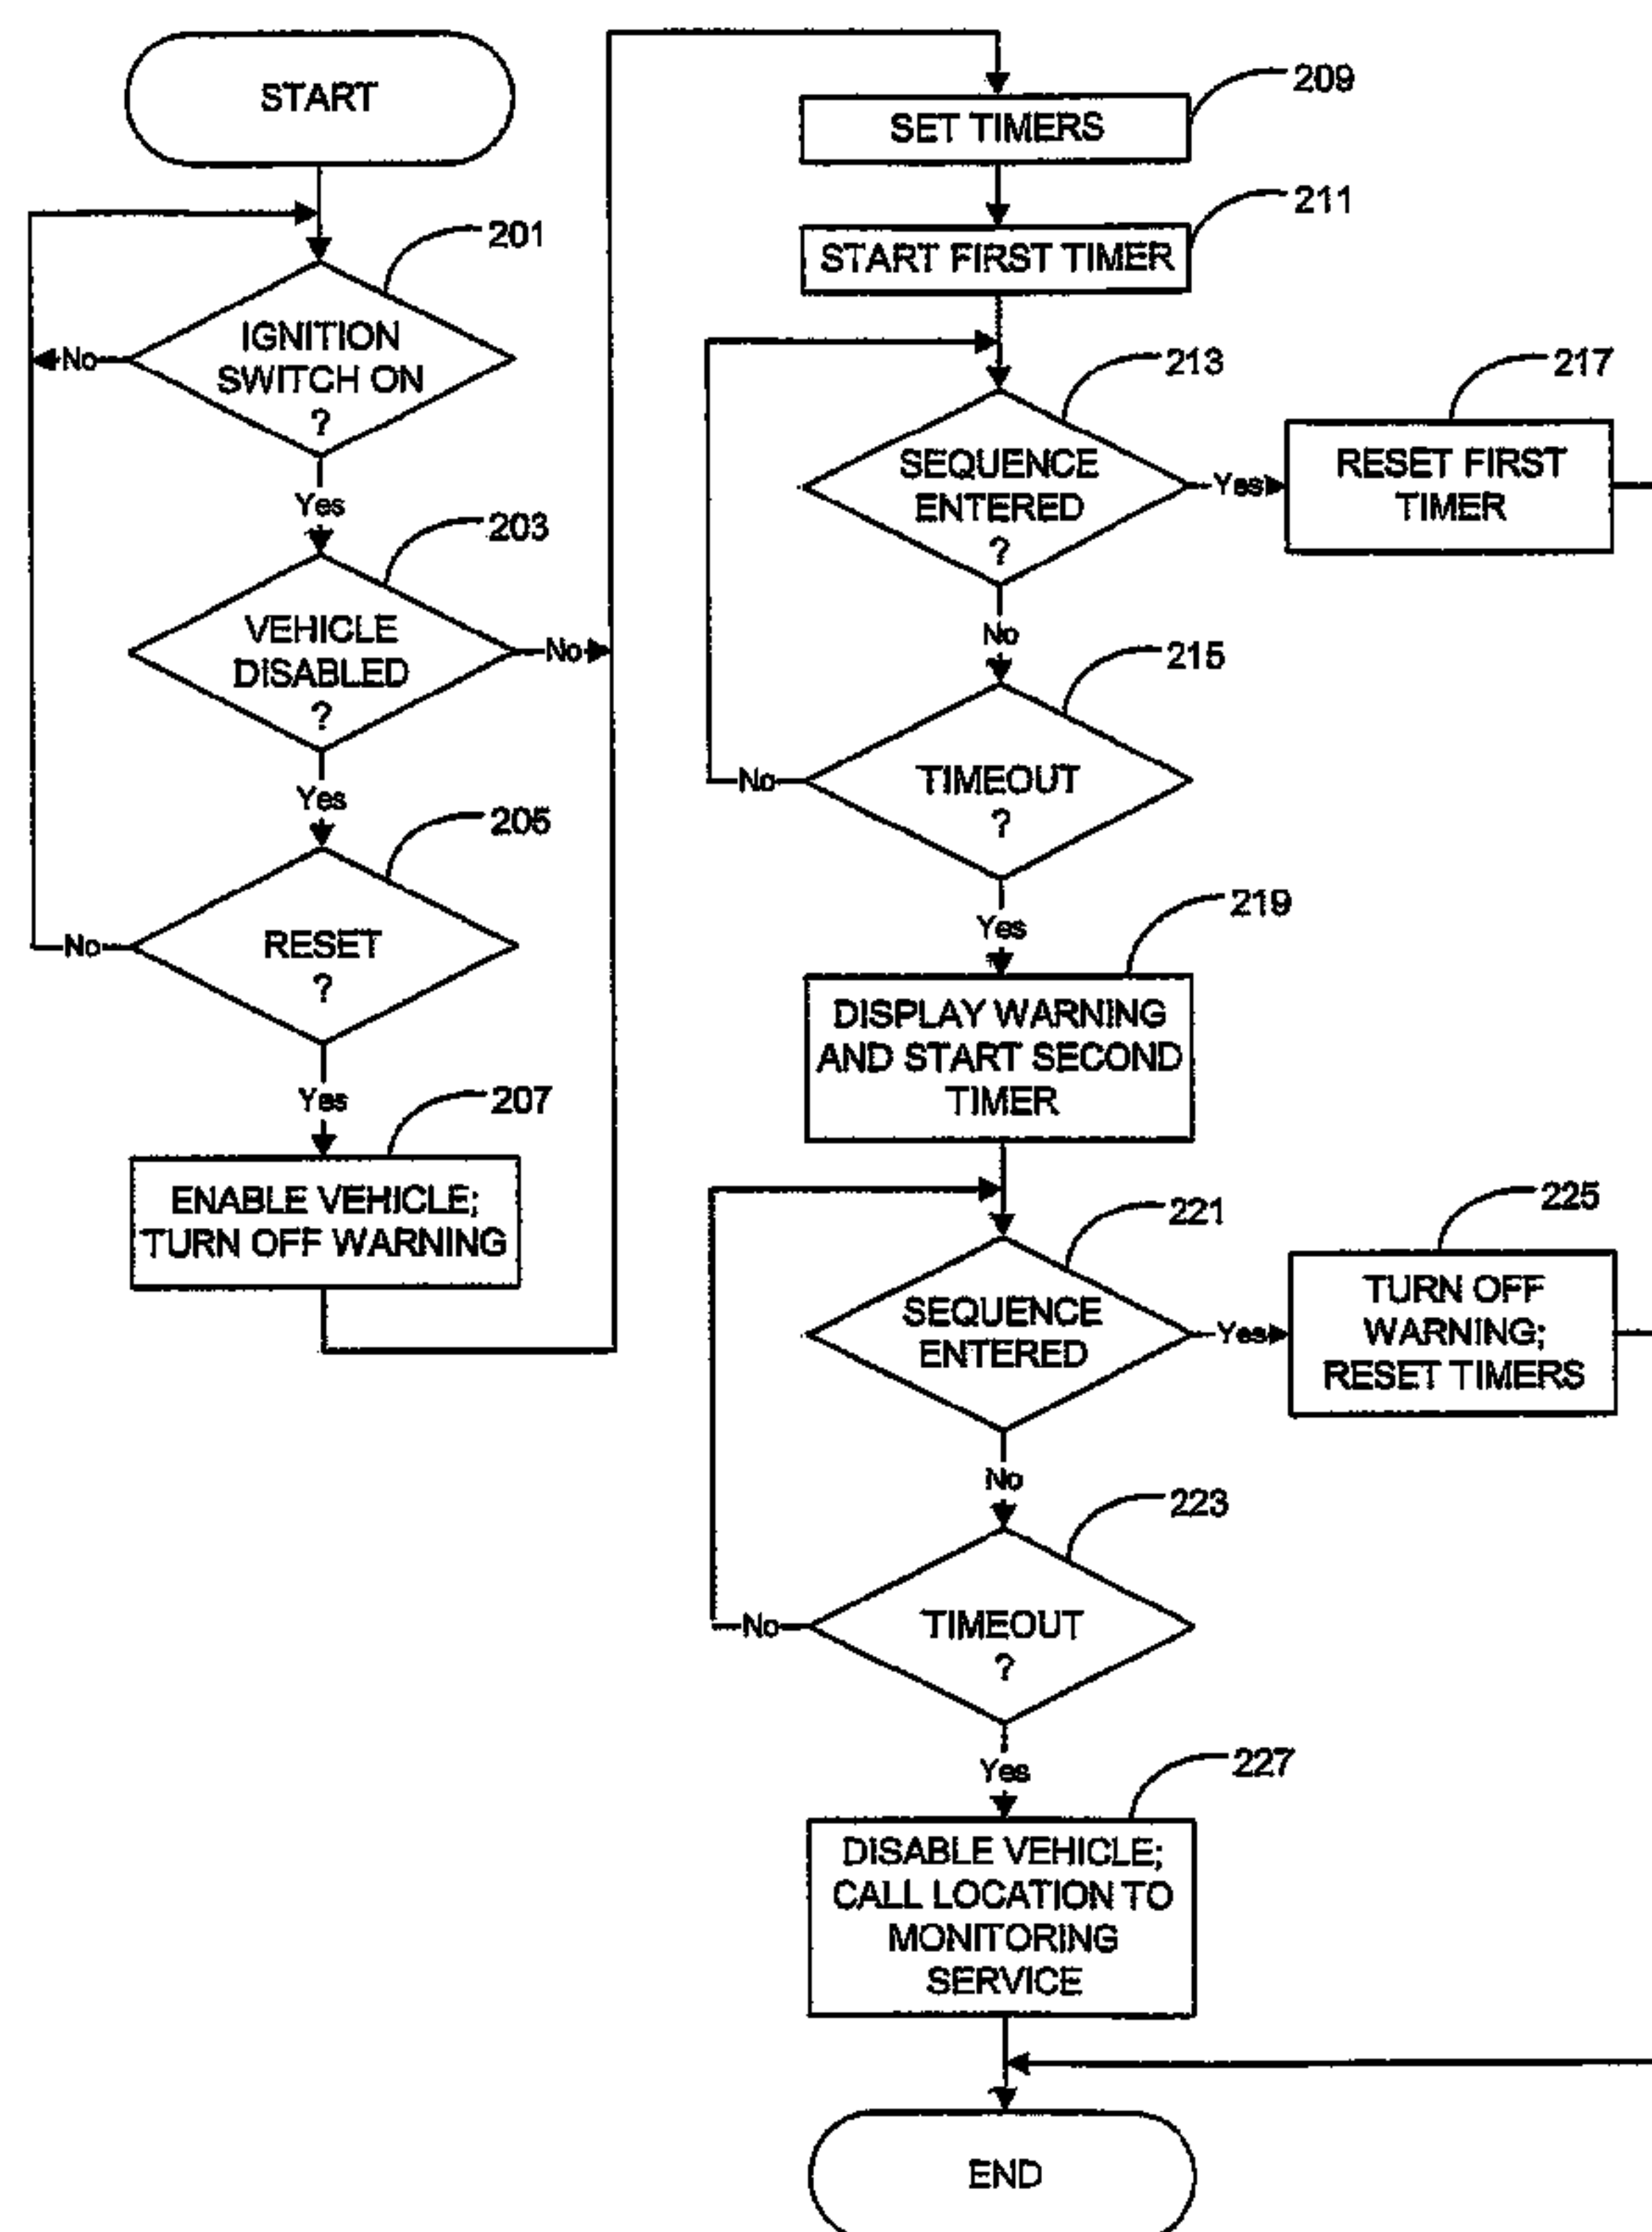 START
201
IGNITION
SWITCH ON
?
No
Yes
203
VEHICLE
DISABLED
?
No
Yes
205
RESET
?
No
Yes
207
ENABLE VEHICLE;
TURN OFF WARNING
209
SET TIMERS
211
START FIRST TIMER
213
SEQUENCE
ENTERED
?
Yes
217
RESET FIRST
TIMER
No
215
TIMEOUT
?
No
Yes
219
DISPLAY WARNING
AND START SECOND
TIMER
221
SEQUENCE
ENTERED
Yes
225
TURN OFF
WARNING;
RESET TIMERS
No
223
TIMEOUT
?
No
Yes
227
DISABLE VEHICLE;
CALL LOCATION TO
MONITORING
SERVICE
END